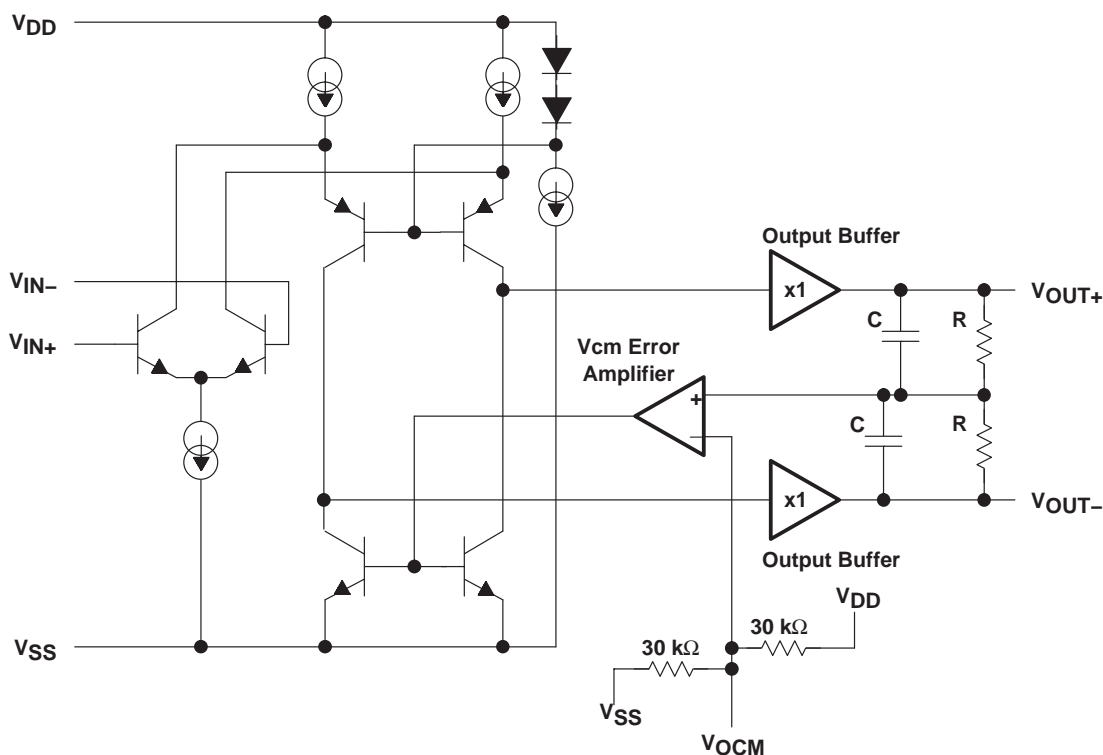 VDD
Output Buffer
VIN−
x1
VOUT+
C
R
VIN+
Vcm Error
Amplifier
+
C
R
−
x1
VOUT−
Output Buffer
VDD
30 kΩ
VSS
30 kΩ
VSS
VOCM